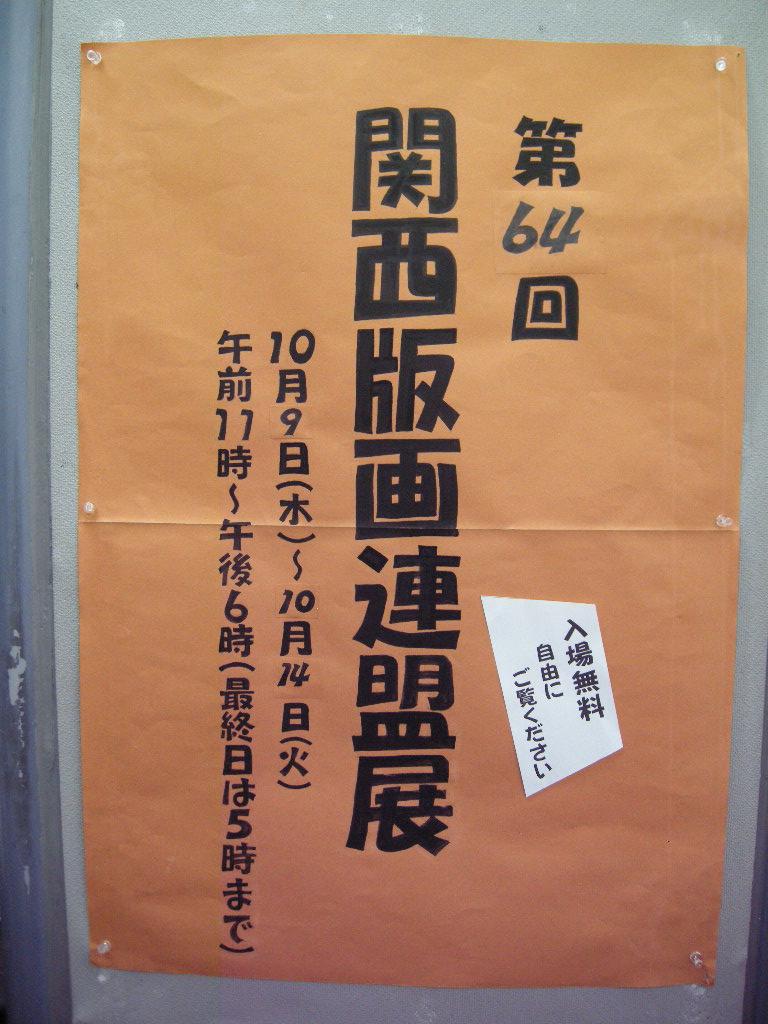 第64回
関西版画連盟展
10月9日(木)～10月14日(火)
午前11時～午後6時(最終日は5時まで)
入場無料
自由に
ご覧ください